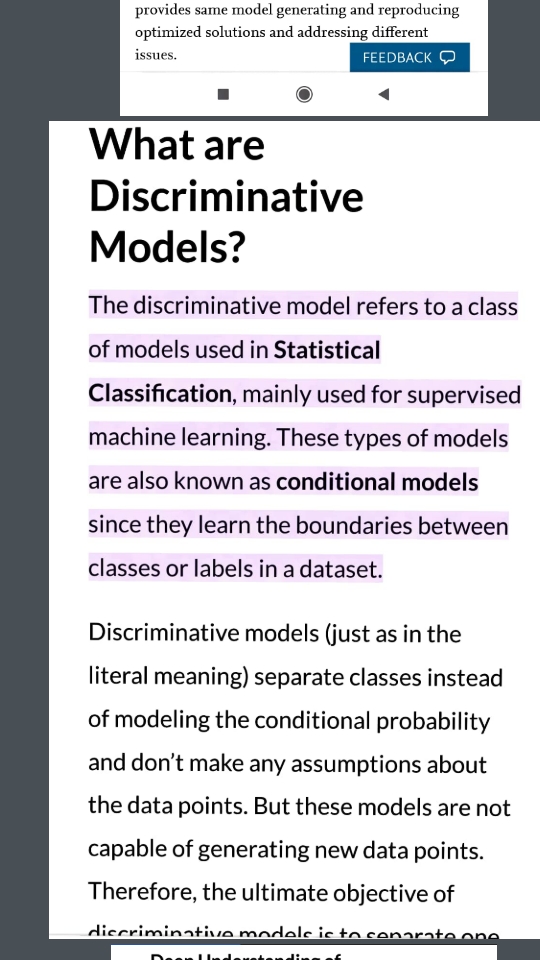 provides same model generating and reproducing
optimized solutions and addressing different
issues.
FEEDBACK
What are
Discriminative
Models?
The discriminative model refers to a class
of models used in Statistical
Classification, mainly used for supervised
machine learning. These types of models
are also known as conditional models
since they learn the boundaries between
classes or labels in a dataset.
Discriminative models (just as in the
literal meaning) separate classes instead
of modeling the conditional probability
and don’t make any assumptions about
the data points. But these models are not
capable of generating new data points.
Therefore, the ultimate objective of
discriminative models is to separate one
Deep Understanding of